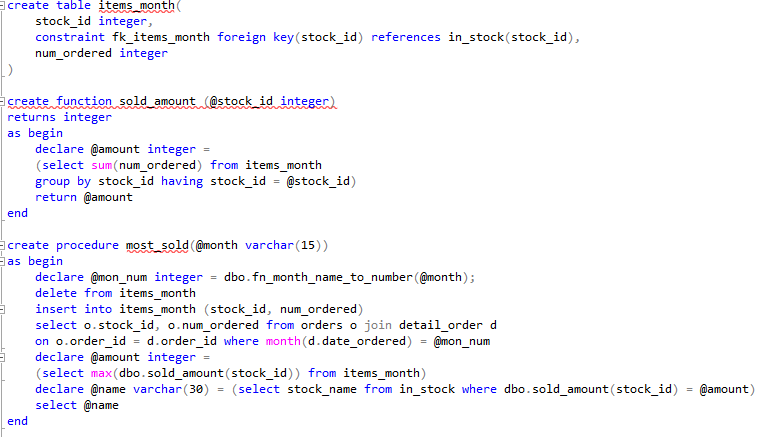 create table items_month(
stock_id integer,
constraint fk_items_month foreign key(stock_id) references in_stock(stock_id),
num_ordered integer
)
create function sold_amount (@stock_id integer)
returns integer
as begin
declare @amount integer =
(select sum(num_ordered) from items_month
group by stock_id having stock_id = @stock_id)
return @amount
end
create procedure most_sold(@month varchar(15))
as begin
declare @mon_num integer = dbo.fn_month_name_to_number(@month);
delete from items_month
insert into items_month (stock_id, num_ordered)
select o.stock_id, o.num_ordered from orders o join detail_order d
on o.order_id = d.order_id where month(d.date_ordered) = @mon_num
declare @amount integer =
(select max(dbo.sold_amount(stock_id)) from items_month)
declare @name varchar(30) = (select stock_name from in_stock where dbo.sold_amount(stock_id) = @amount)
select @name
end